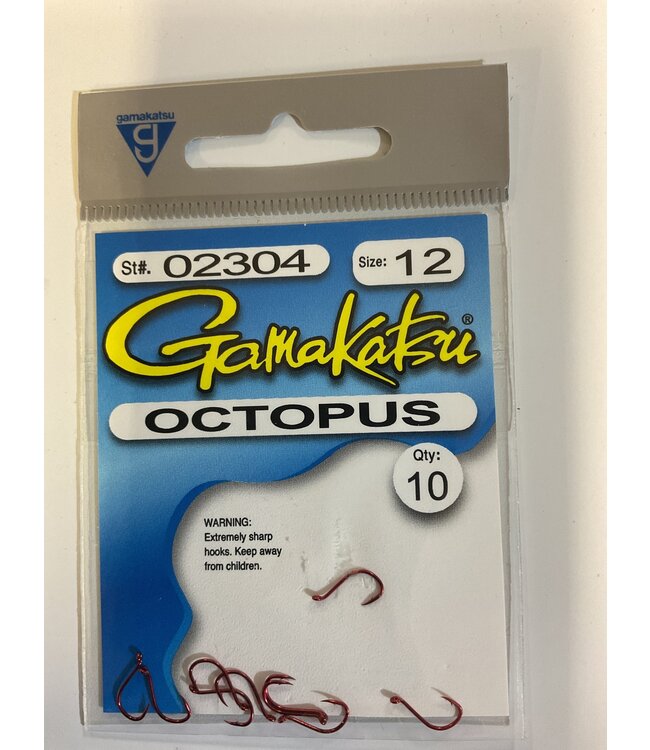 gamakatsu
St#. 02304 Size: 12
Gamakatsu®
OCTOPUS
Qty:
10
WARNING:
Extremely sharp
hooks. Keep away
from children.